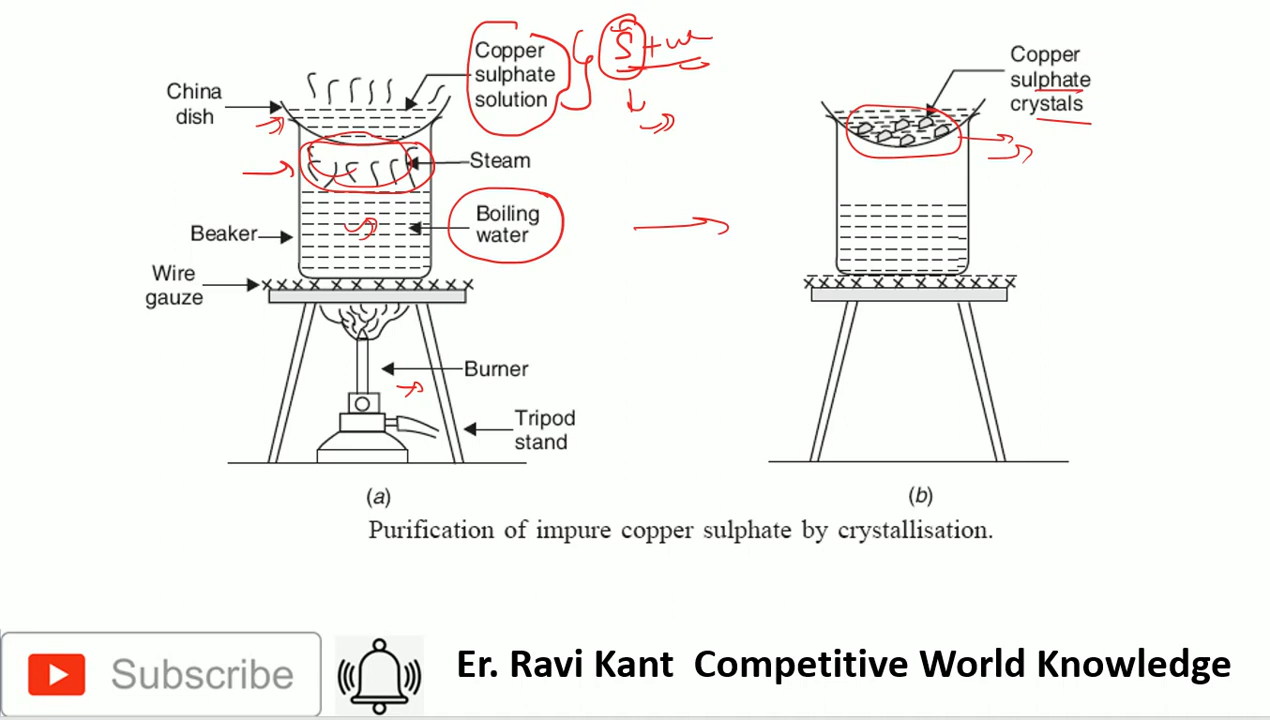 Copper
sulphate
solution
China
dish
Steam
Boiling
water
Beaker
Wire
gauze
Burner
Tripod
stand
(a)
Copper
sulphate
crystals
(b)
Purification of impure copper sulphate by crystallisation.
Subscribe
Er. Ravi Kant Competitive World Knowledge